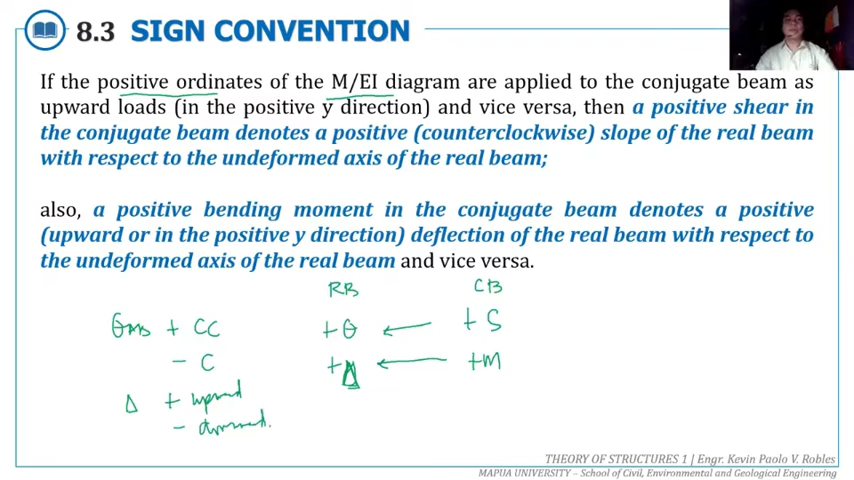 8.3 SIGN CONVENTION
If the positive ordinates of the M/EI diagram are applied to the conjugate beam as
upward loads (in the positive y direction) and vice versa, then a positive shear in
the conjugate beam denotes a positive (counterclockwise) slope of the real beam
with respect to the undeformed axis of the real beam;
also, a positive bending moment in the conjugate beam denotes a positive
(upward or in the positive y direction) deflection of the real beam with respect to
the undeformed axis of the real beam and vice versa.
RB CB
+ CC +θ ← + S
- C +Δ ← +M
Δ + upward
- downward.
THEORY OF STRUCTURES 1 | Engr. Kevin Paolo V. Robles
MAPUA UNIVERSITY – School of Civil, Environmental and Geological Engineering